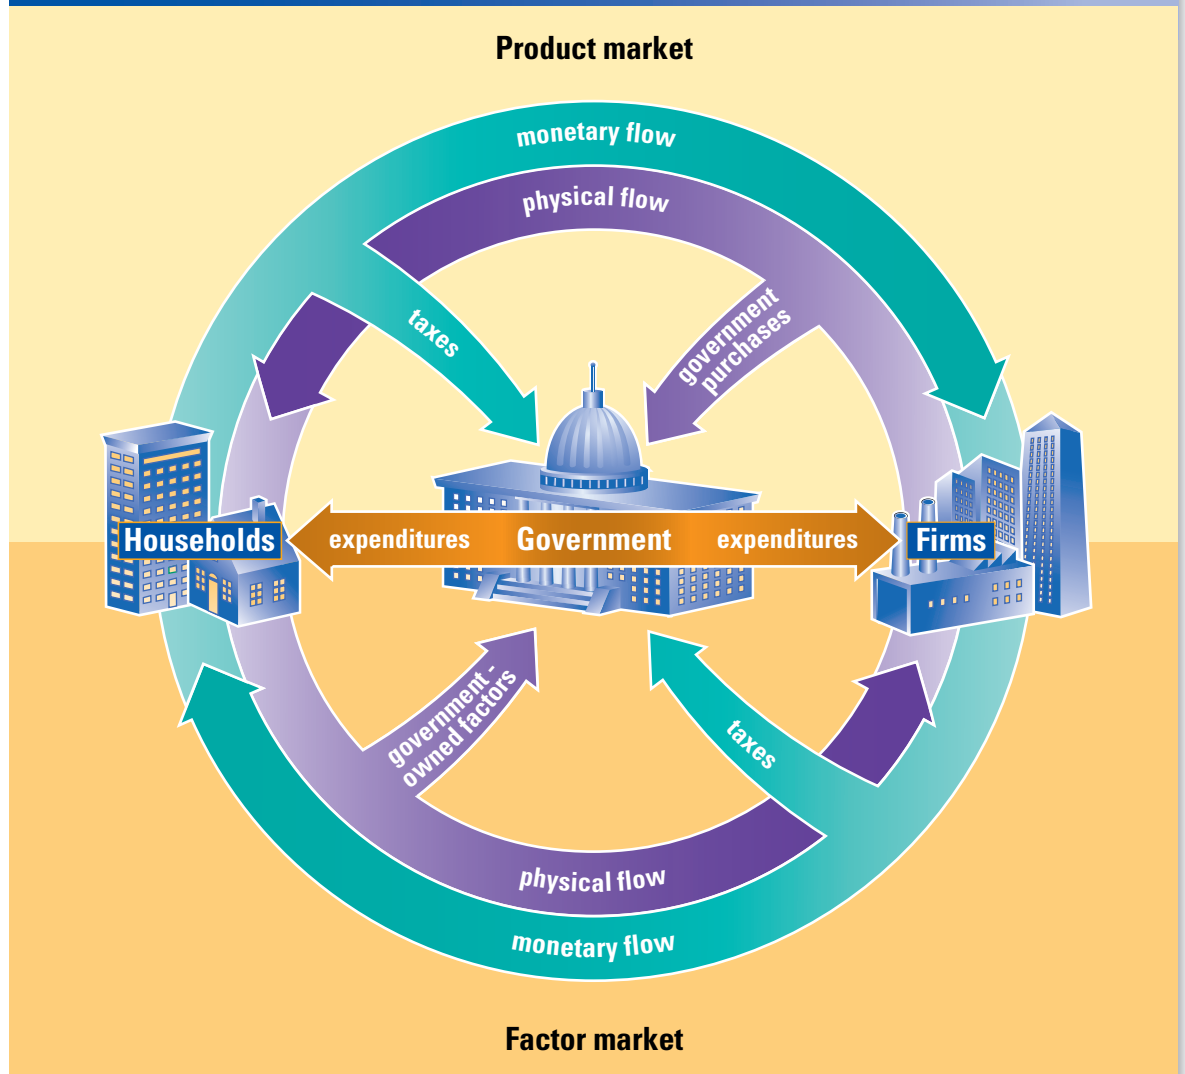 Product market
monetary flow
physical flow
taxes
government
purchases
Households
expenditures
Government
expenditures
Firms
government -
owned factors
taxes
physical flow
monetary flow
Factor market